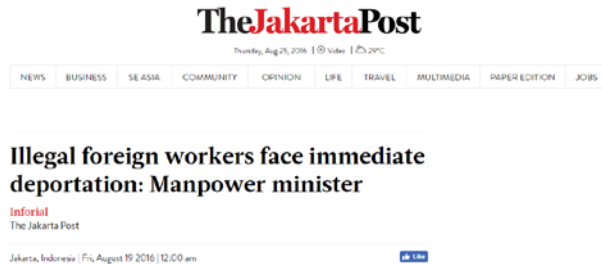 TheJakartaPost
Thursday, Aug 25, 2016 | Video | 29°C
NEWS BUSINESS SE ASIA COMMUNITY OPINION LIFE TRAVEL MULTIMEDIA PAPER EDITION JOBS
Illegal foreign workers face immediate
deportation: Manpower minister
Inforial
The Jakarta Post
Jakarta, Indonesia | Fri, August 19 2016 | 12:00 am
Like